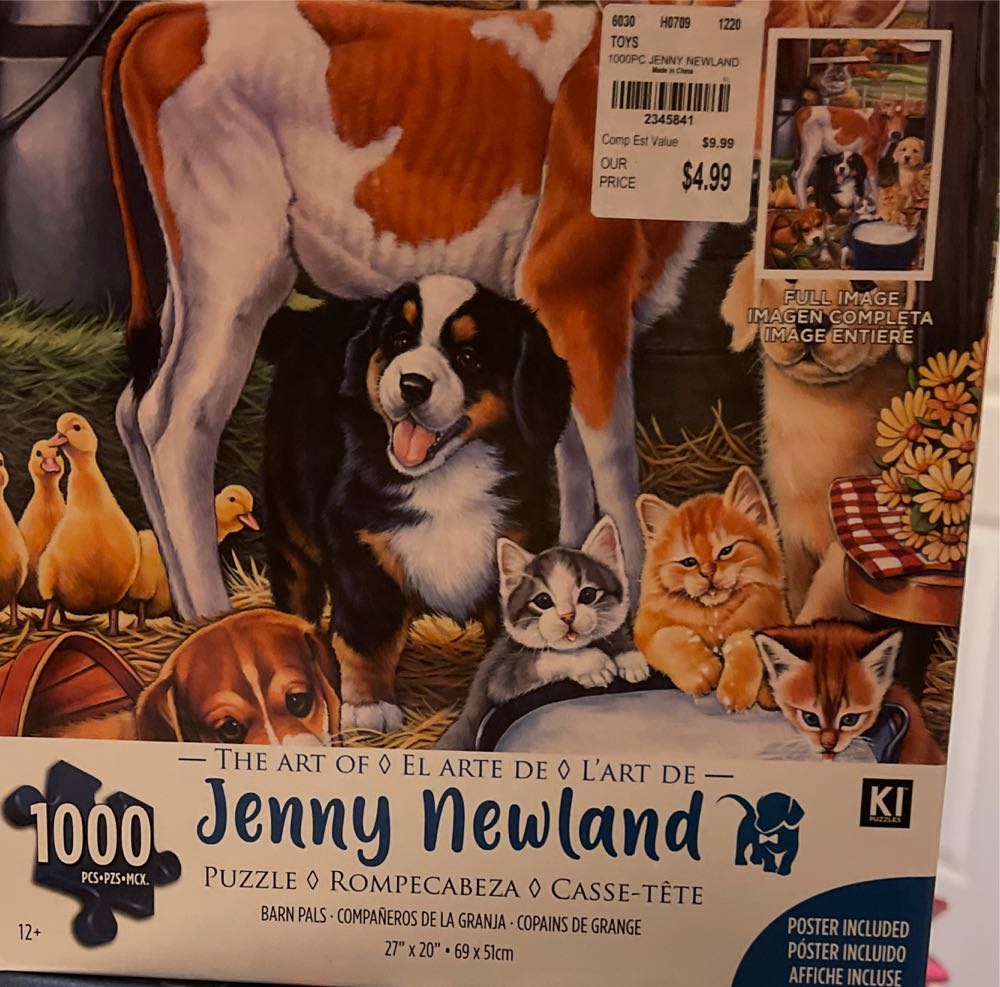 6030 H0709 1220
TOYS
1000PC JENNY NEWLAND
Made in China
2345841
Comp Est Value $9.99
OUR
PRICE $4.99
FULL IMAGE
IMAGEN COMPLETA
IMAGE ENTIÈRE
— THE ART OF ◊ EL ARTE DE ◊ L'ART DE —
Jenny Newland
KI
PUZZLES
1000
PCS•PZS•MCX.
PUZZLE ◊ ROMPECABEZA ◊ CASSE-TÊTE
BARN PALS · COMPAÑEROS DE LA GRANJA · COPAINS DE GRANGE
12+
27” x 20” • 69 x 51cm
POSTER INCLUDED
PÓSTER INCLUIDO
AFFICHE INCLUSE